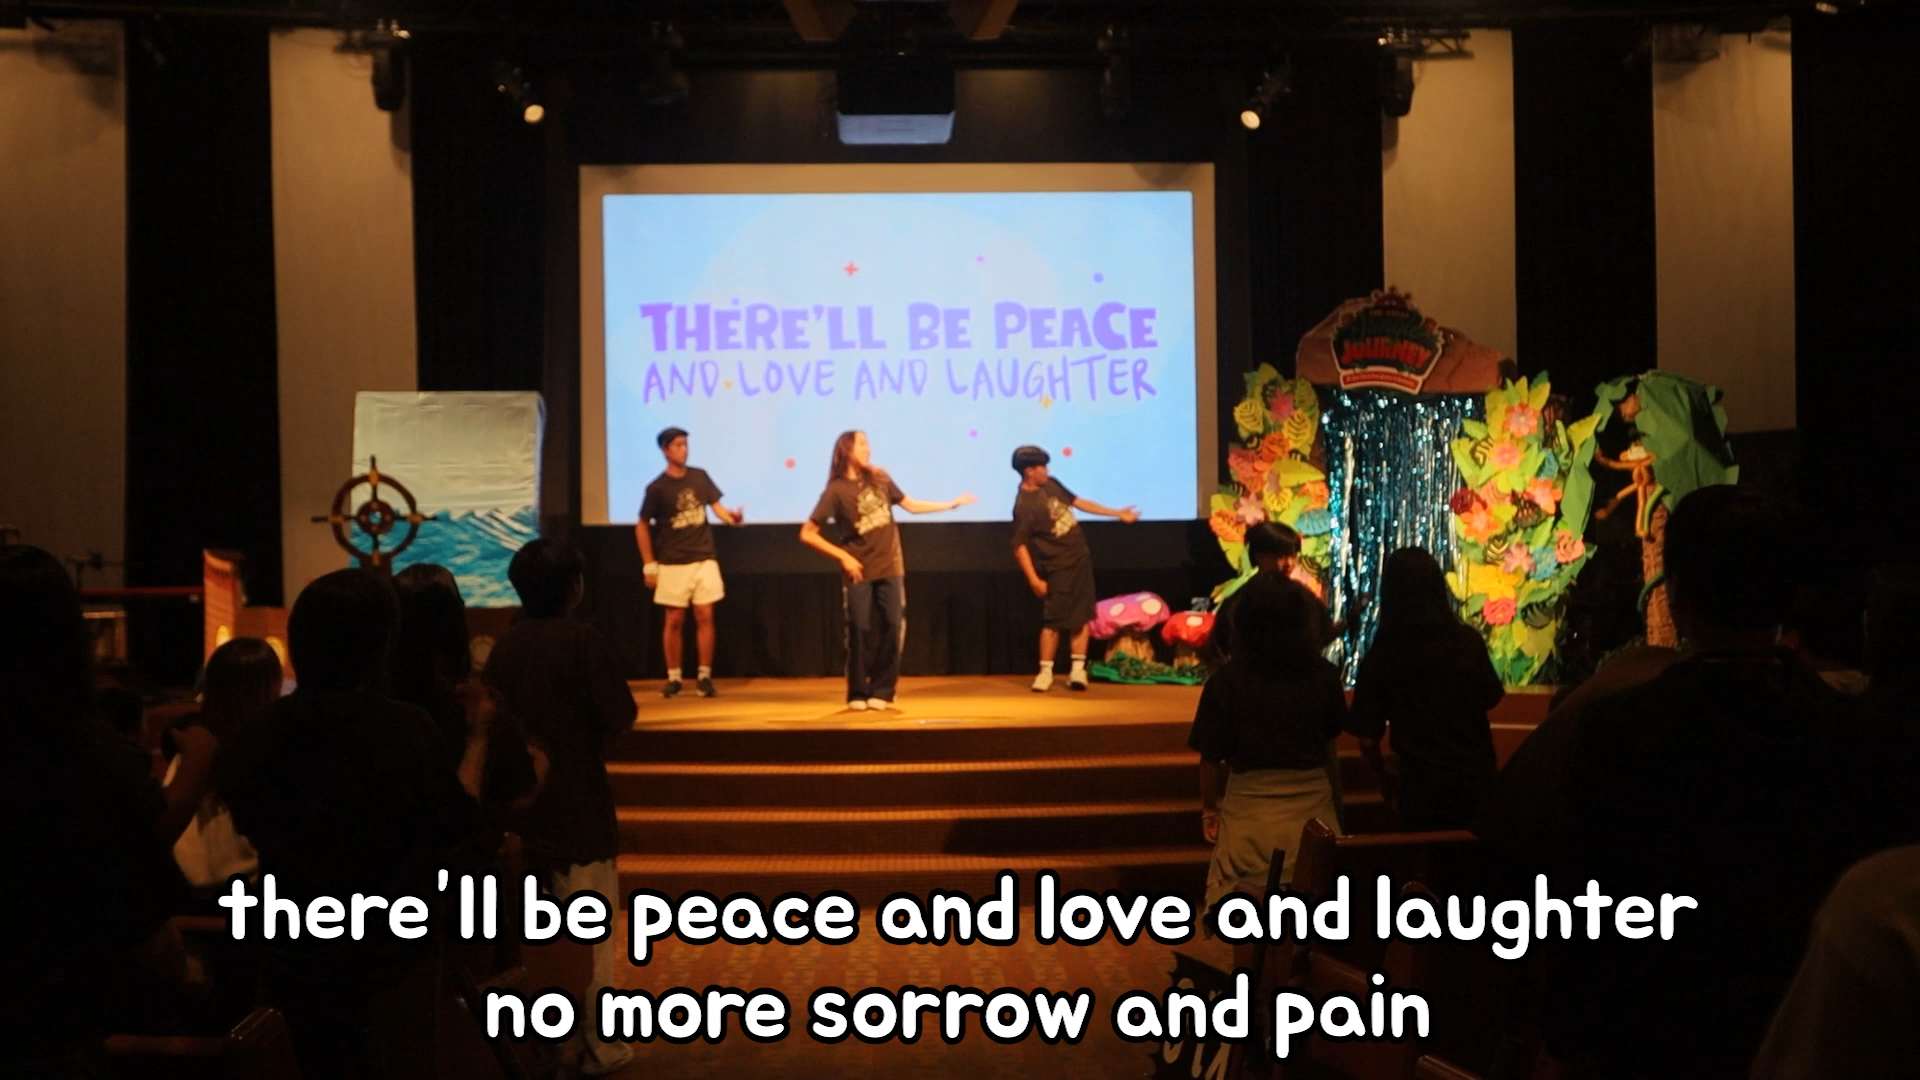 THERE'LL BE PEACE
AND LOVE AND LAUGHTER
JOURNEY
there'll be peace and love and laughter
no more sorrow and pain